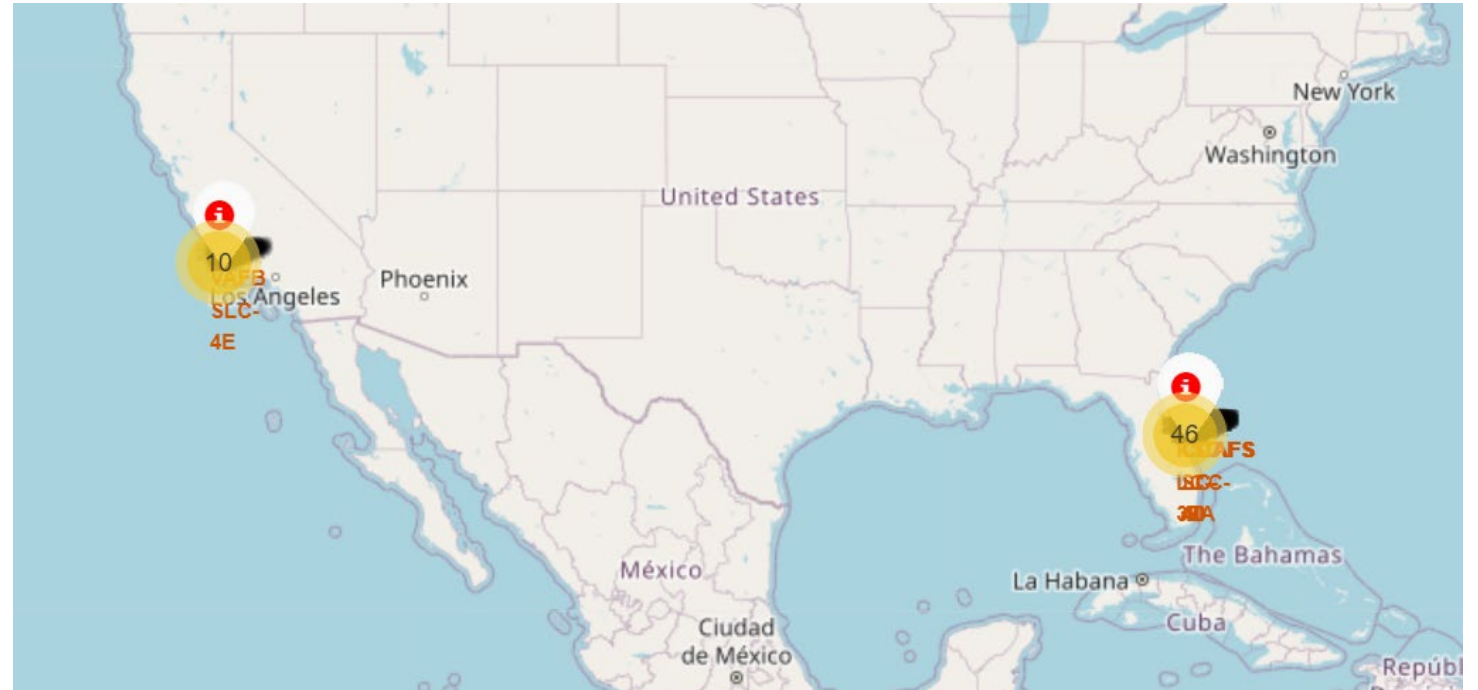 New York
Washington
United States
10
VAFB
Los Angeles
SLC-
4E
Phoenix
46
México
Ciudad
de México
La Habana
The Bahamas
Cuba
Repúbl